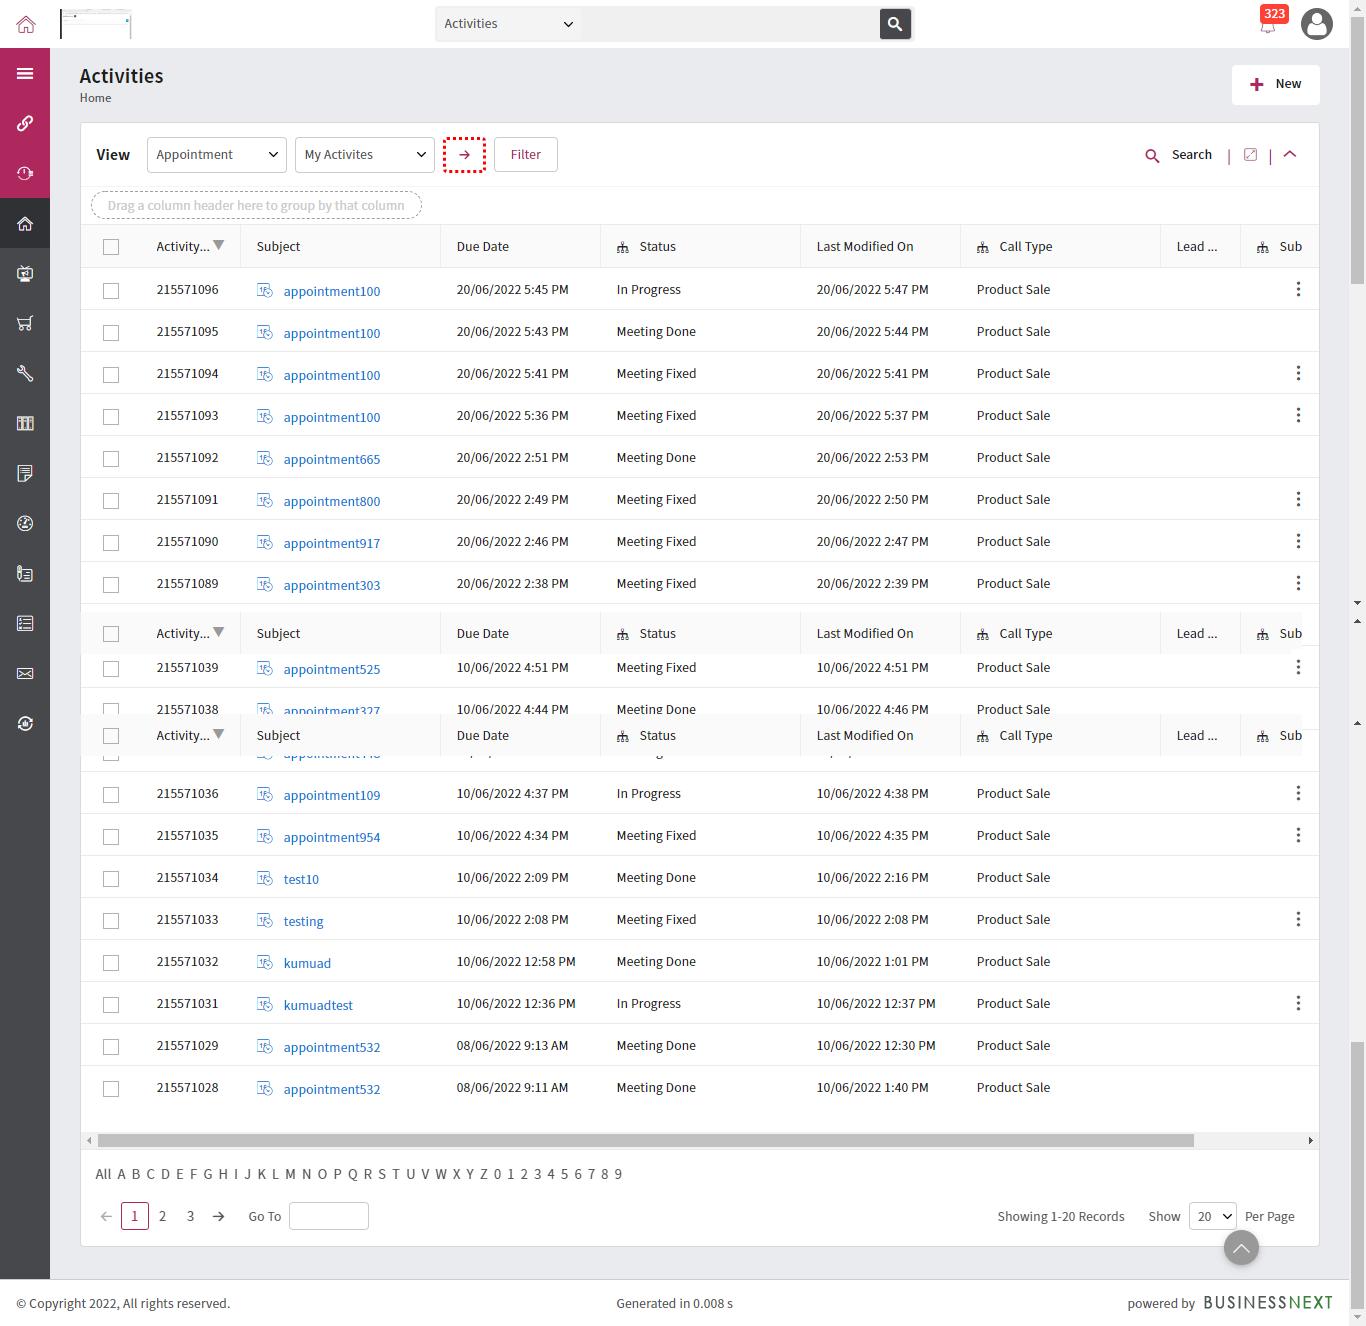 Activities
323
Activities
Home
New
View
Appointment
My Activites
Filter
Search
Drag a column header here to group by that column
Activity... Subject Due Date Status Last Modified On Call Type Lead ... Sub
215571096 appointment100 20/06/2022 5:45 PM In Progress 20/06/2022 5:47 PM Product Sale
215571095 appointment100 20/06/2022 5:43 PM Meeting Done 20/06/2022 5:44 PM Product Sale
215571094 appointment100 20/06/2022 5:41 PM Meeting Fixed 20/06/2022 5:41 PM Product Sale
215571093 appointment100 20/06/2022 5:36 PM Meeting Fixed 20/06/2022 5:37 PM Product Sale
215571092 appointment665 20/06/2022 2:51 PM Meeting Done 20/06/2022 2:53 PM Product Sale
215571091 appointment800 20/06/2022 2:49 PM Meeting Fixed 20/06/2022 2:50 PM Product Sale
215571090 appointment917 20/06/2022 2:46 PM Meeting Fixed 20/06/2022 2:47 PM Product Sale
215571089 appointment303 20/06/2022 2:38 PM Meeting Fixed 20/06/2022 2:39 PM Product Sale
Activity... Subject Due Date Status Last Modified On Call Type Lead ... Sub
215571039 appointment525 10/06/2022 4:51 PM Meeting Fixed 10/06/2022 4:51 PM Product Sale
215571038 appointment327 10/06/2022 4:44 PM Meeting Done 10/06/2022 4:46 PM Product Sale
Activity... Subject Due Date Status Last Modified On Call Type Lead ... Sub
215571036 appointment109 10/06/2022 4:37 PM In Progress 10/06/2022 4:38 PM Product Sale
215571035 appointment954 10/06/2022 4:34 PM Meeting Fixed 10/06/2022 4:35 PM Product Sale
215571034 test10 10/06/2022 2:09 PM Meeting Done 10/06/2022 2:16 PM Product Sale
215571033 testing 10/06/2022 2:08 PM Meeting Fixed 10/06/2022 2:08 PM Product Sale
215571032 kumuad 10/06/2022 12:58 PM Meeting Done 10/06/2022 1:01 PM Product Sale
215571031 kumuadtest 10/06/2022 12:36 PM In Progress 10/06/2022 12:37 PM Product Sale
215571029 appointment532 08/06/2022 9:13 AM Meeting Done 10/06/2022 12:30 PM Product Sale
215571028 appointment532 08/06/2022 9:11 AM Meeting Done 10/06/2022 1:40 PM Product Sale
All A B C D E F G H I J K L M N O P Q R S T U V W X Y Z 0 1 2 3 4 5 6 7 8 9
1 2 3 Go To Showing 1-20 Records Show 20 Per Page
© Copyright 2022, All rights reserved. Generated in 0.008 s powered by BUSINESSNEXT